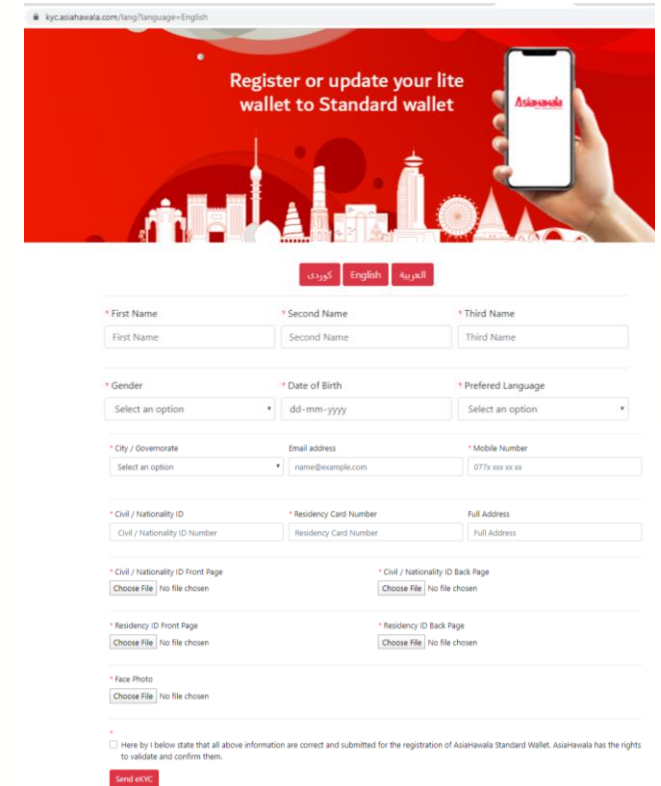 kyc.asiahawala.com/lang?language=English
Register or update your lite
wallet to Standard wallet
Asiahawala
كوردی English العربية
* First Name * Second Name * Third Name
First Name Second Name Third Name
* Gender * Date of Birth * Prefered Language
Select an option dd-mm-yyyy Select an option
* City / Governorate Email address * Mobile Number
Select an option name@example.com 077x xxx xx xx
* Civil / Nationality ID * Residency Card Number Full Address
Civil / Nationality ID Number Residency Card Number Full Address
* Civil / Nationality ID Front Page * Civil / Nationality ID Back Page
Choose File No file chosen Choose File No file chosen
* Residency ID Front Page * Residency ID Back Page
Choose File No file chosen Choose File No file chosen
* Face Photo
Choose File No file chosen
*
Here by I below state that all above information are correct and submitted for the registration of AsiaHawala Standard Wallet. AsiaHawala has the rights
to validate and confirm them.
Send eKYC